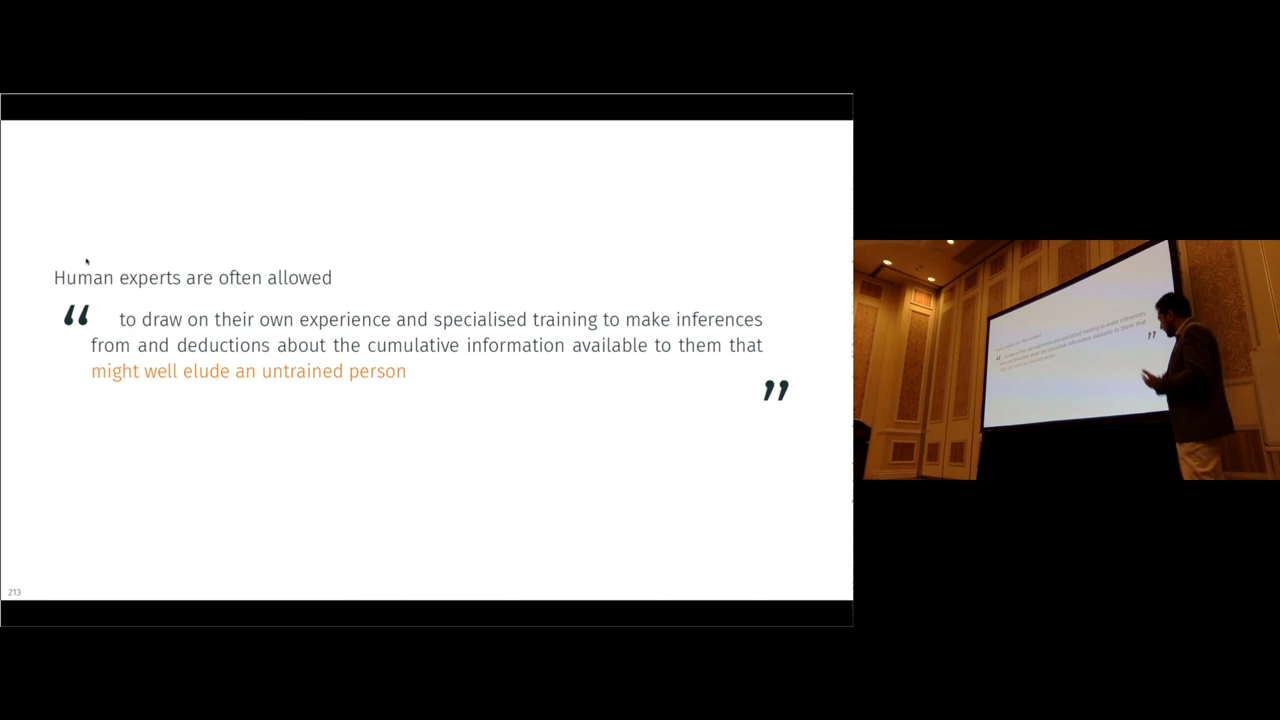 Human experts are often allowed
“ to draw on their own experience and specialised training to make inferences
from and deductions about the cumulative information available to them that
might well elude an untrained person
”
213